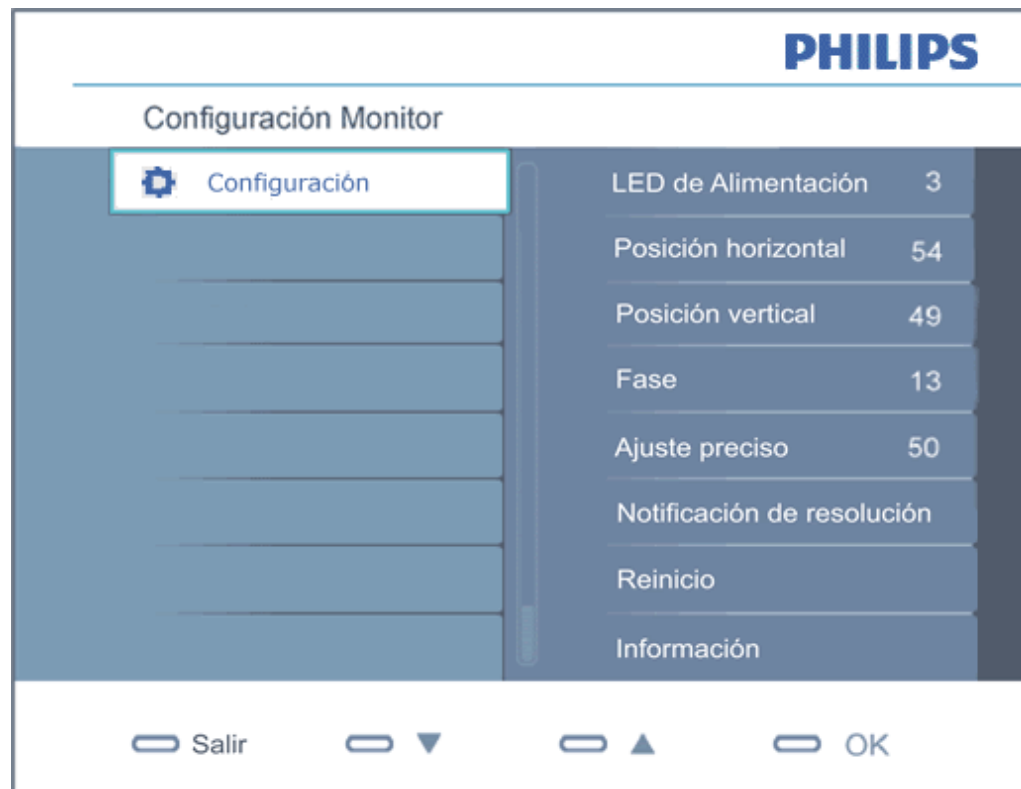 PHILIPS
Configuración Monitor
Configuración
LED de Alimentación 3
Posición horizontal 54
Posición vertical 49
Fase 13
Ajuste preciso 50
Notificación de resolución
Reinicio
Información
Salir ▼ ▲ OK